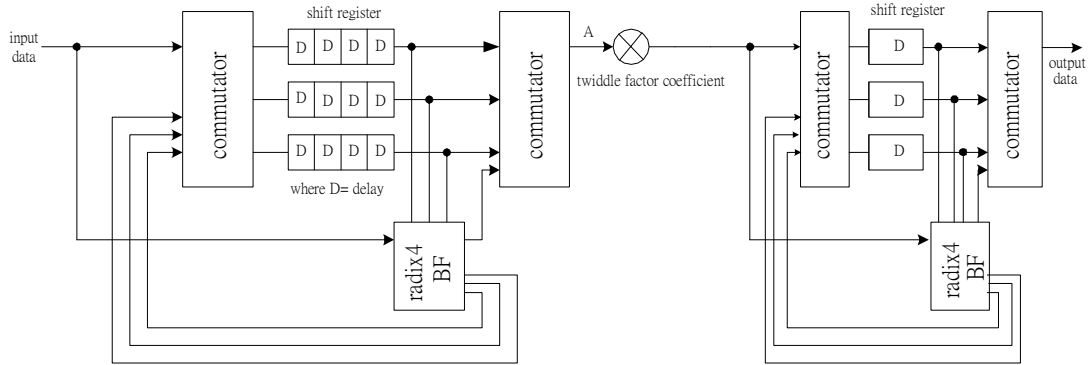 shift register
shift register
input
data
commutator
D D D D
D D D D
D D D D
where D= delay
radix4
BF
commutator
A
twiddle factor coefficient
commutator
D
D
D
radix4
BF
commutator
output
data